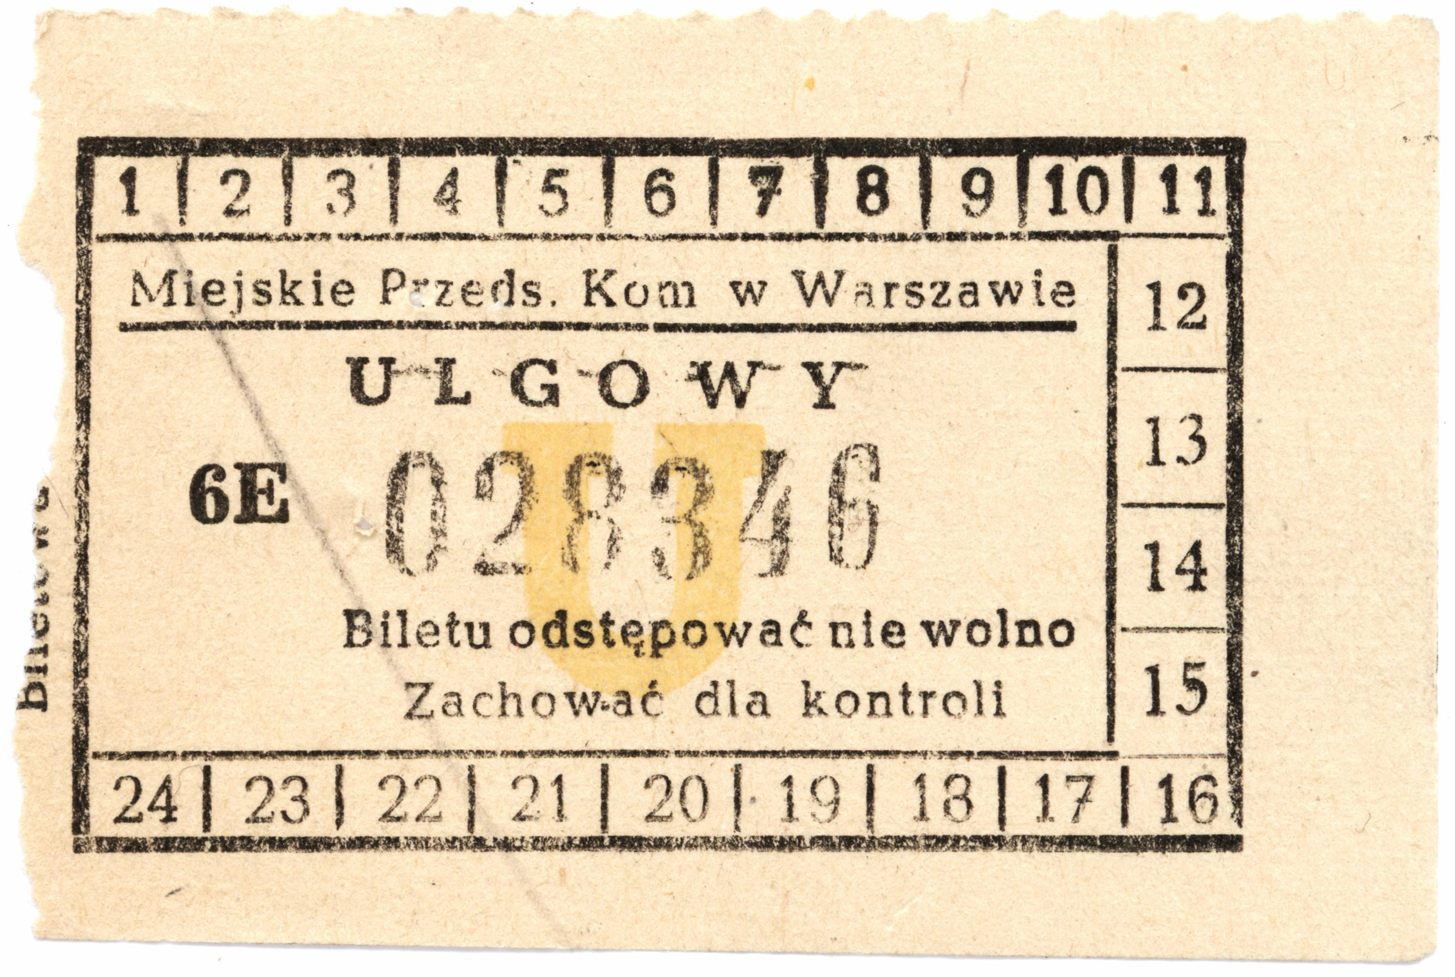 1 2 3 4 5 6 7 8 9 10 11
Miejskie Przeds. Kom w Warszawie
12
ULGOWY
13
6E 028346
U
14
Biletu odstępować nie wolno
15
Zachować dla kontroli
24 23 22 21 20 19 18 17 16
Biletowe